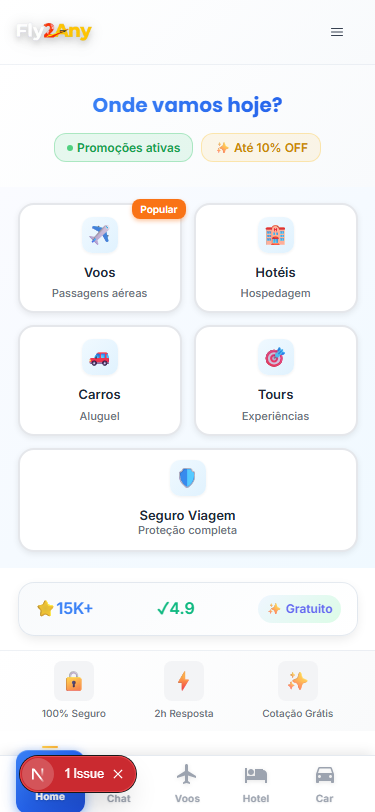 Fly2Any
Onde vamos hoje?
Promoções ativas
Até 10% OFF
Popular
Voos
Passagens aéreas
Hotéis
Hospedagem
Carros
Aluguel
Tours
Experiências
Seguro Viagem
Proteção completa
15K+
✓4.9
Gratuito
100% Seguro
2h Resposta
Cotação Grátis
N
1 Issue
Home
Chat
Voos
Hotel
Car